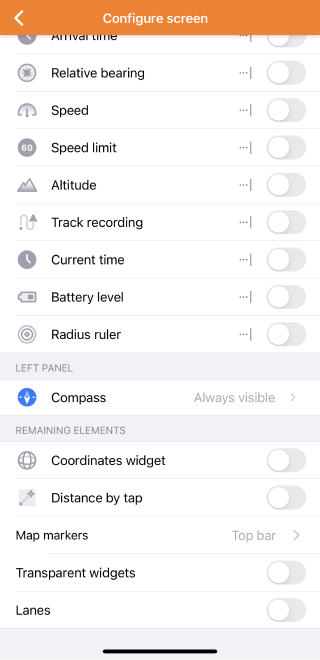 Configure screen
Arrival time
Relative bearing
Speed
60 Speed limit
Altitude
Track recording
Current time
Battery level
Radius ruler
LEFT PANEL
Compass Always visible
REMAINING ELEMENTS
Coordinates widget
Distance by tap
Map markers Top bar
Transparent widgets
Lanes